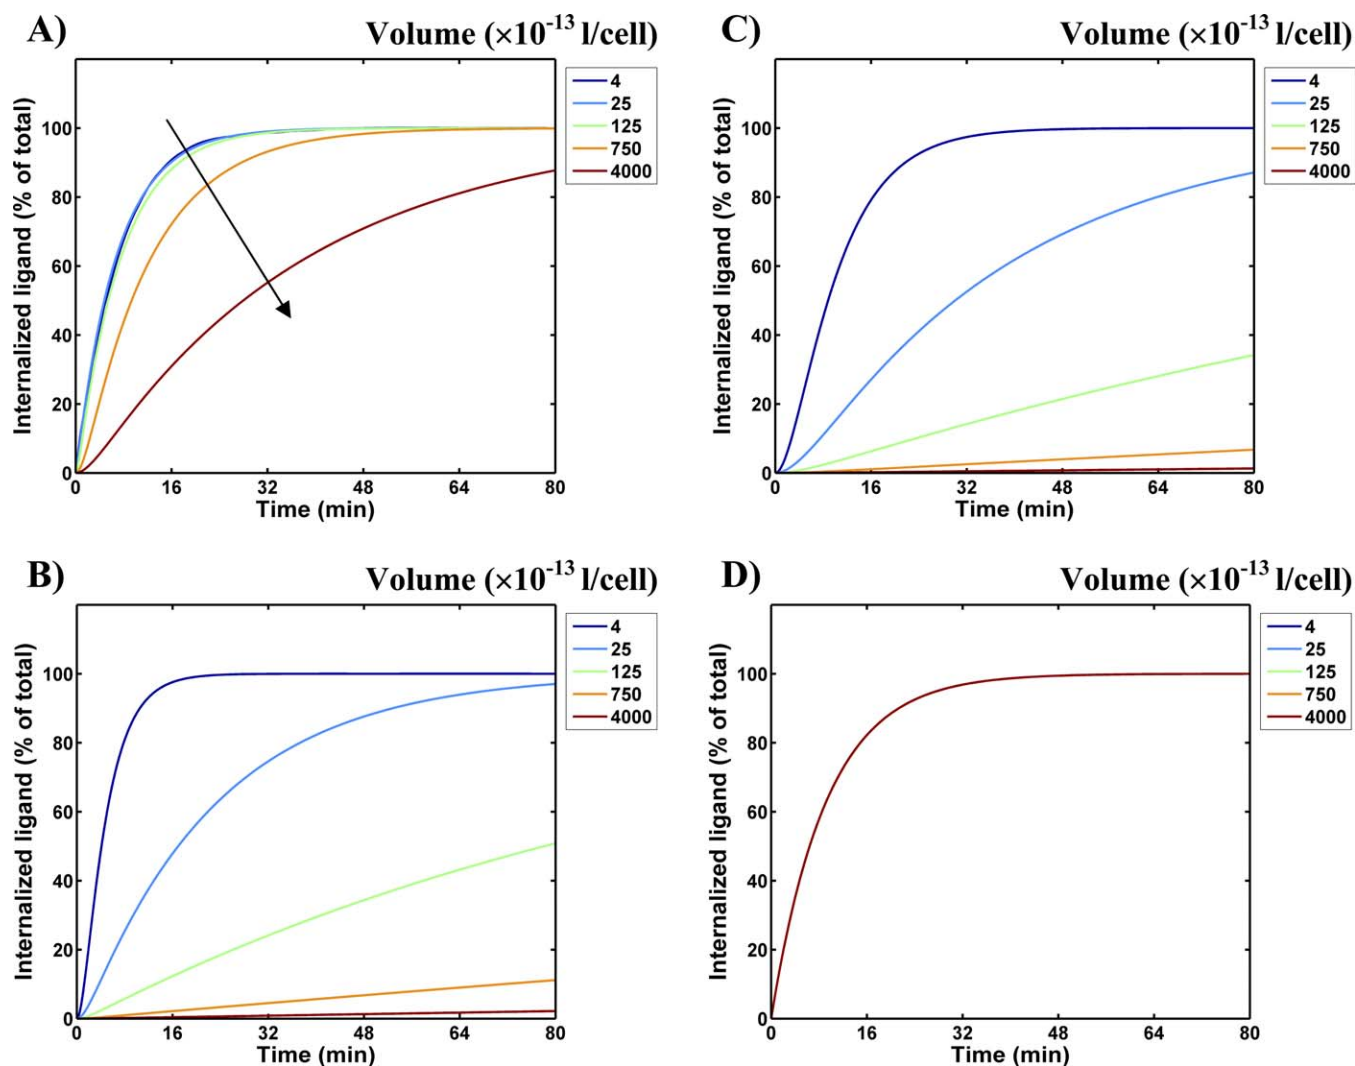 A)
Volume (×10⁻¹³ l/cell)
Internalized ligand (% of total)
100
80
60
40
20
0
0 16 32 48 64 80
Time (min)
4
25
125
750
4000
B)
Volume (×10⁻¹³ l/cell)
Internalized ligand (% of total)
100
80
60
40
20
0
0 16 32 48 64 80
Time (min)
4
25
125
750
4000
C)
Volume (×10⁻¹³ l/cell)
Internalized ligand (% of total)
100
80
60
40
20
0
0 16 32 48 64 80
Time (min)
4
25
125
750
4000
D)
Volume (×10⁻¹³ l/cell)
Internalized ligand (% of total)
100
80
60
40
20
0
0 16 32 48 64 80
Time (min)
4
25
125
750
4000